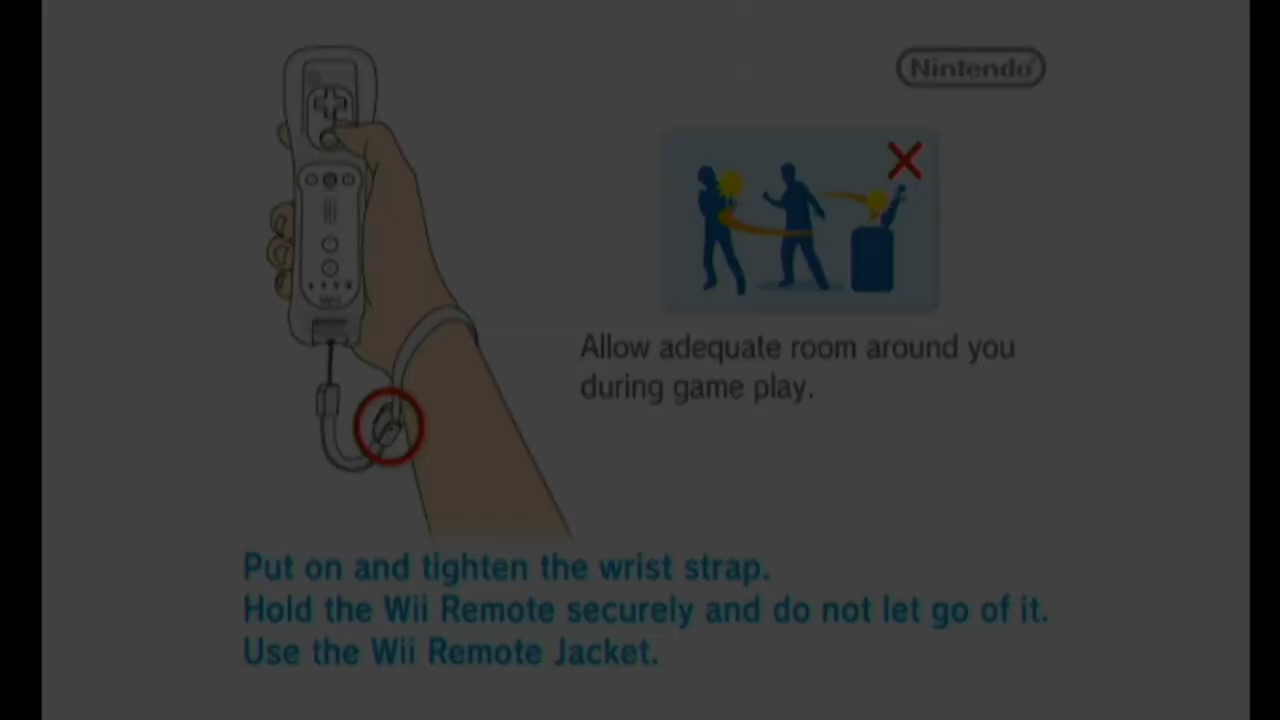 Nintendo
Allow adequate room around you
during game play.
Put on and tighten the wrist strap.
Hold the Wii Remote securely and do not let go of it.
Use the Wii Remote Jacket.